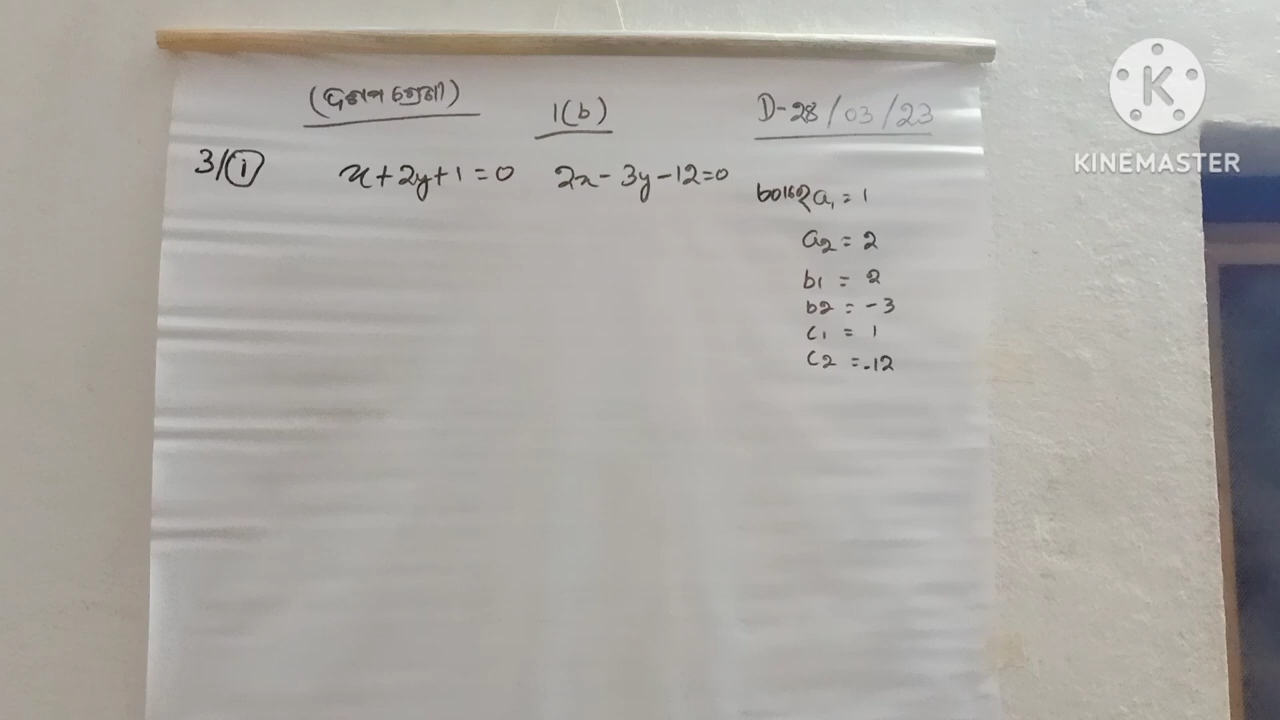 (ଦଶମ ଶ୍ରେଣୀ) 1(b) D-28/03/23
3/(i) x+2y+1=0 2x-3y-12=0
a₁ = 1
a₂ = 2
b₁ = 2
b₂ = -3
c₁ = 1
c₂ = -12
K
KINEMASTER